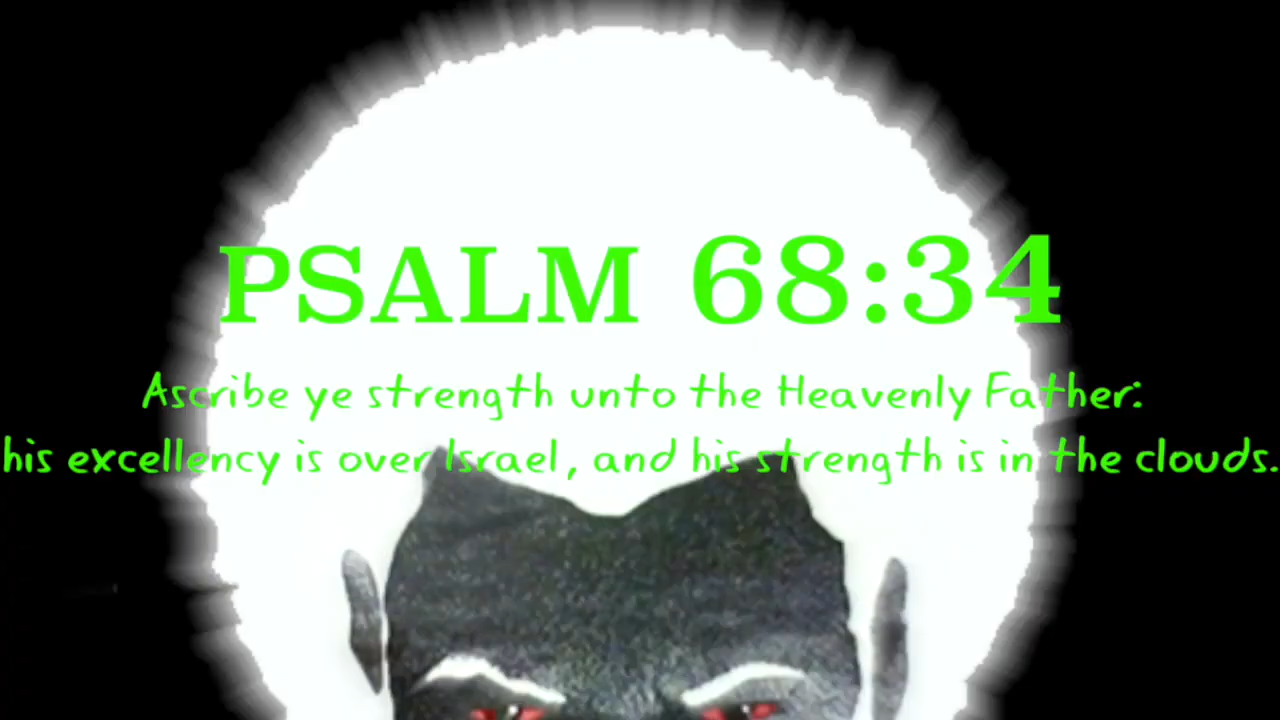 PSALM 68:34
Ascribe ye strength unto the Heavenly Father:
his excellency is over Israel, and his strength is in the clouds.